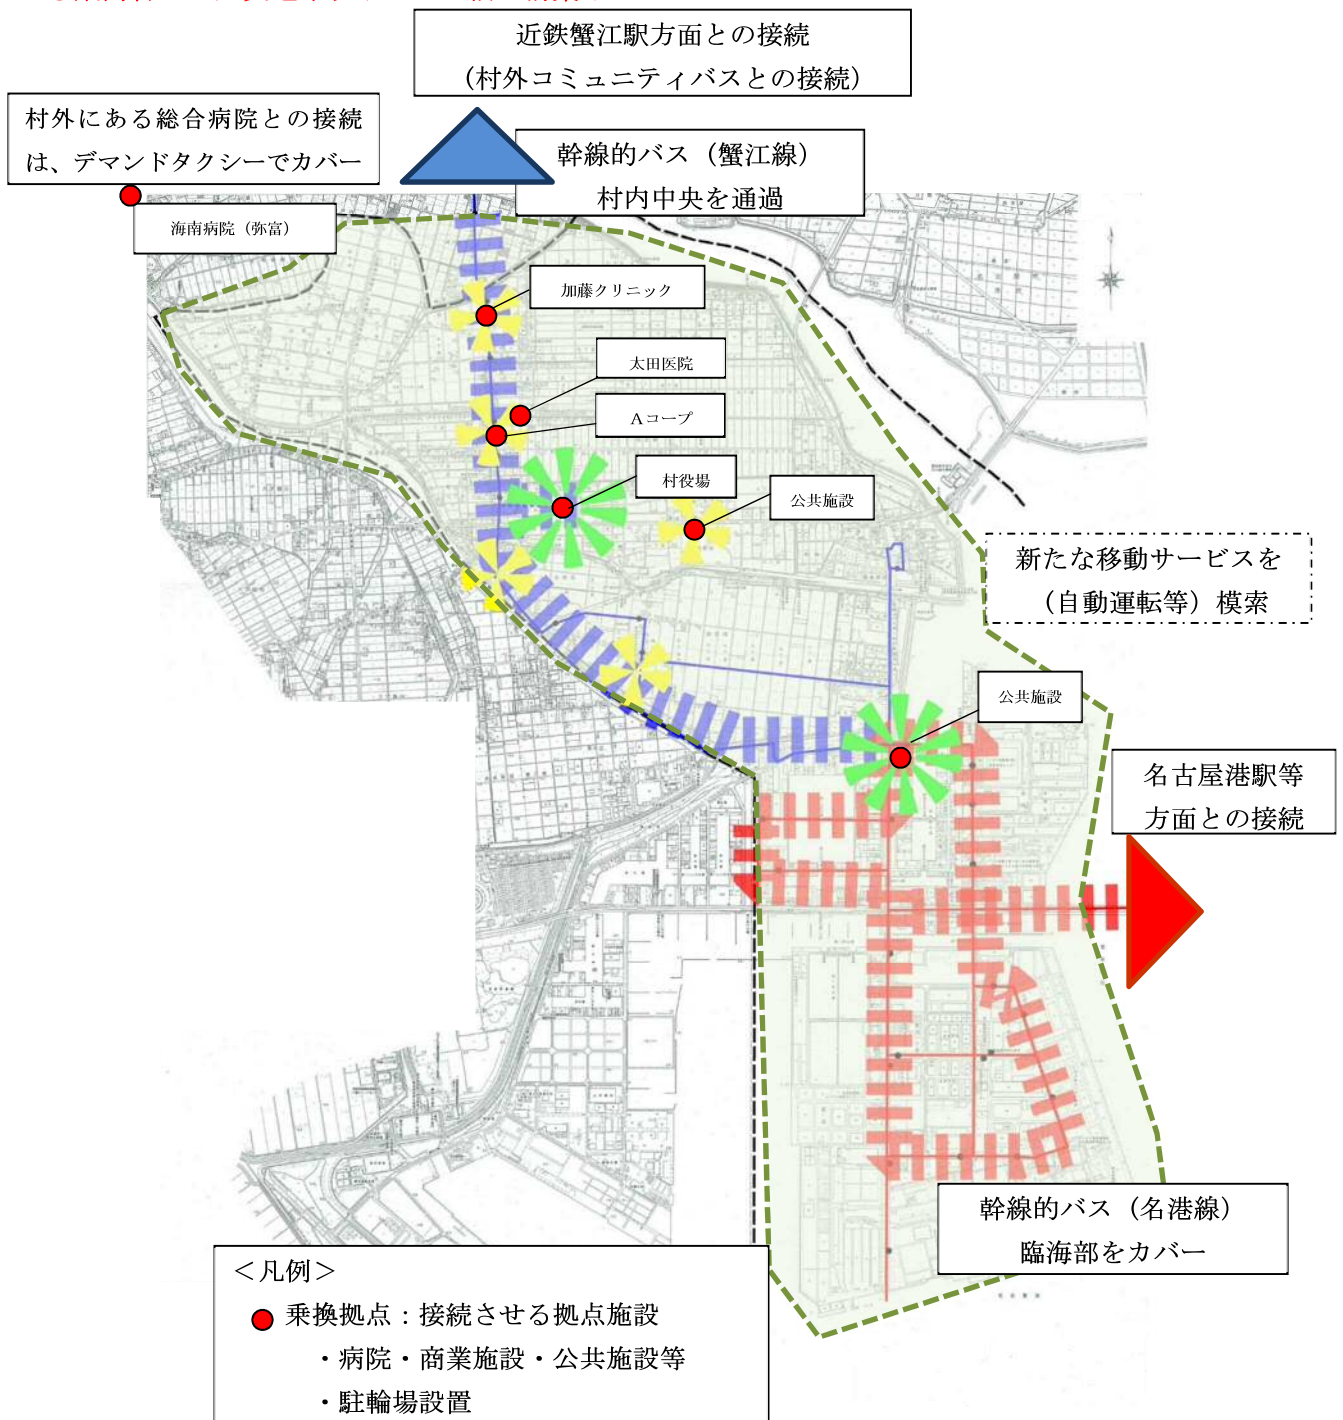 近鉄蟹江駅方面との接続
（村外コミュニティバスとの接続）
村外にある総合病院との接続
は、デマンドタクシーでカバー
幹線的バス（蟹江線）
村内中央を通過
海南病院（弥富）
加藤クリニック
太田医院
Aコープ
村役場
公共施設
新たな移動サービスを
（自動運転等）模索
公共施設
名古屋港駅等
方面との接続
幹線的バス（名港線）
臨海部をカバー
＜凡例＞
乗換拠点：接続させる拠点施設
・病院・商業施設・公共施設等
・駐輪場設置